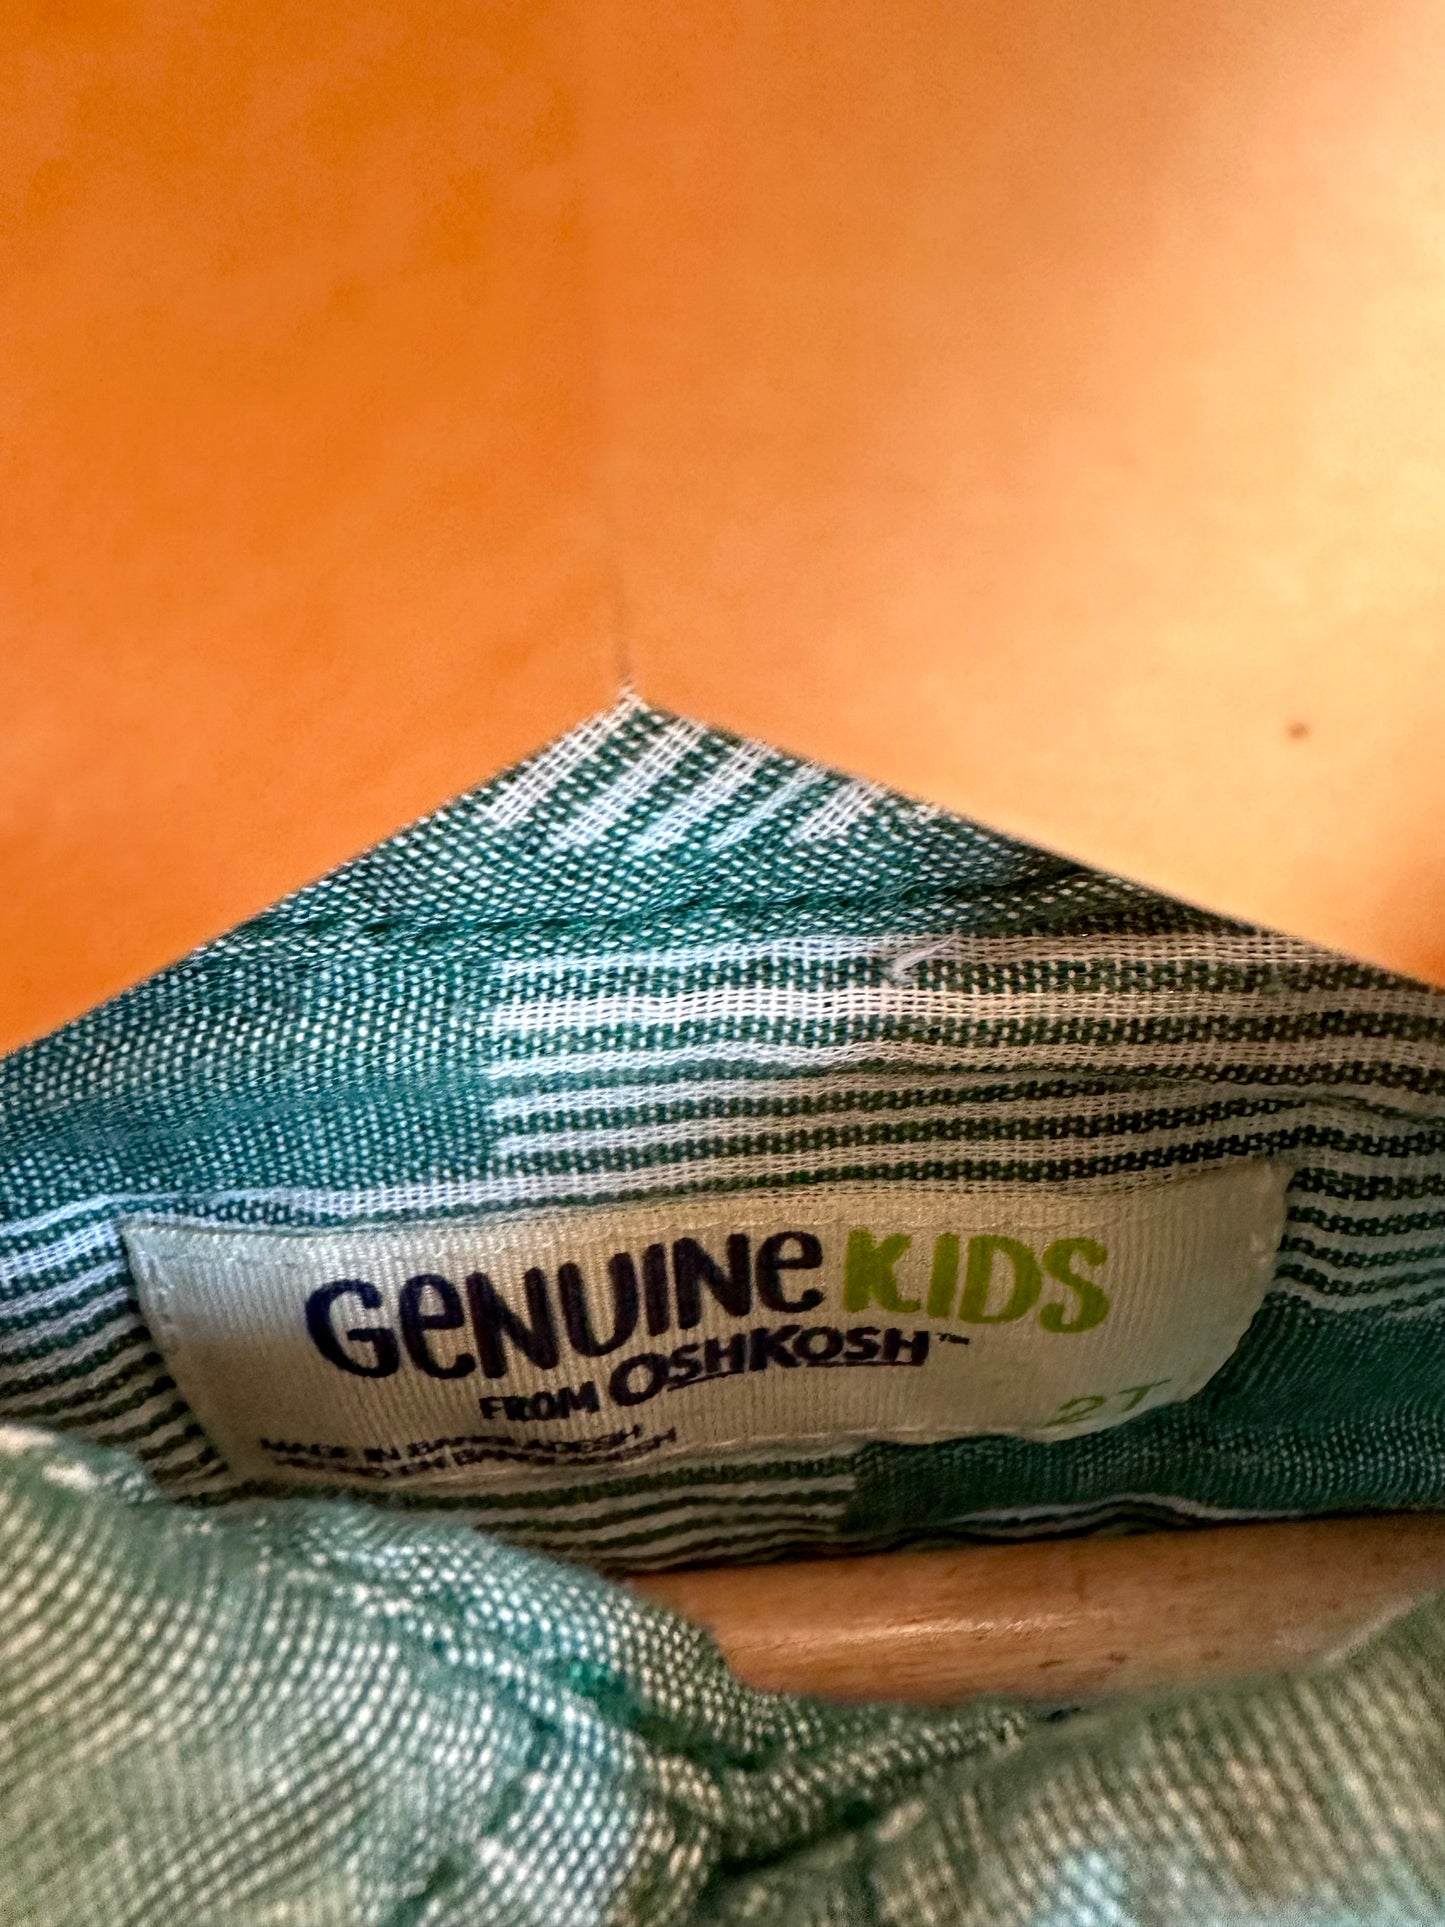 GeNUINe KIDS
FROM OSHKOSH™
2T
MADE IN BANGLADESH
HECHO EN BANGLADESH